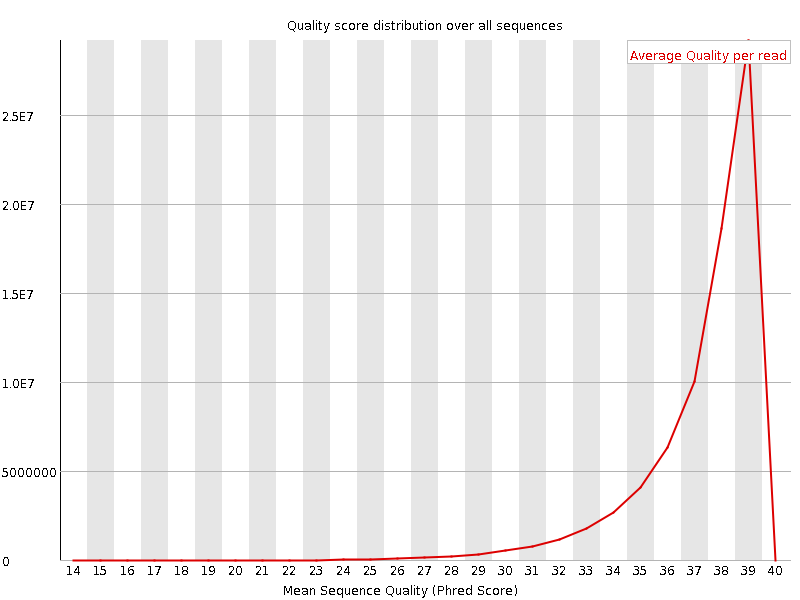 Quality score distribution over all sequences
Average Quality per read
2.5E7
2.0E7
1.5E7
1.0E7
5000000
0
14 15 16 17 18 19 20 21 22 23 24 25 26 27 28 29 30 31 32 33 34 35 36 37 38 39 40
Mean Sequence Quality (Phred Score)